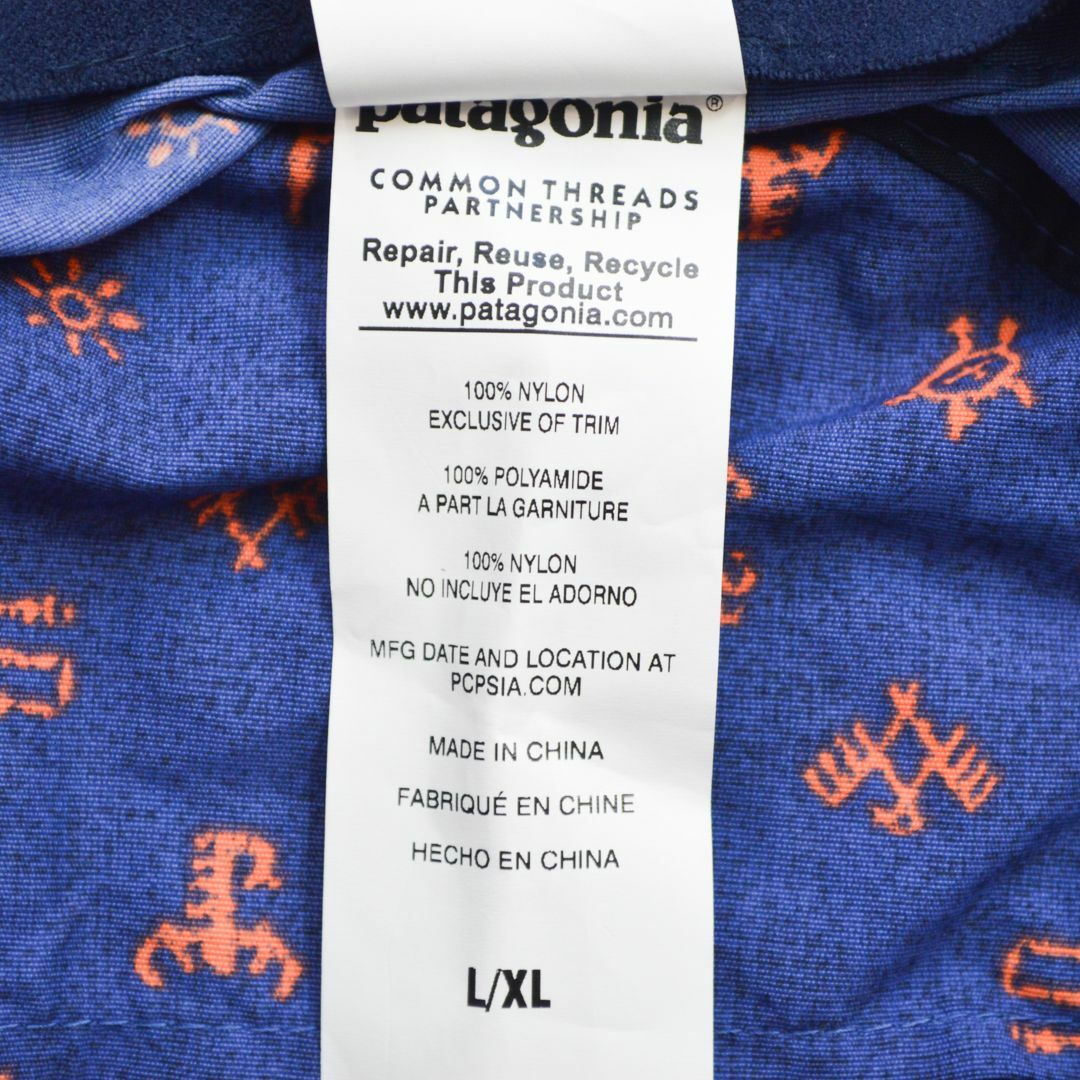 patagonia®
COMMON THREADS
PARTNERSHIP
Repair, Reuse, Recycle
This Product
www.patagonia.com
100% NYLON
EXCLUSIVE OF TRIM
100% POLYAMIDE
A PART LA GARNITURE
100% NYLON
NO INCLUYE EL ADORNO
MFG DATE AND LOCATION AT
PCPSIA.COM
MADE IN CHINA
FABRIQUÉ EN CHINE
HECHO EN CHINA
L/XL